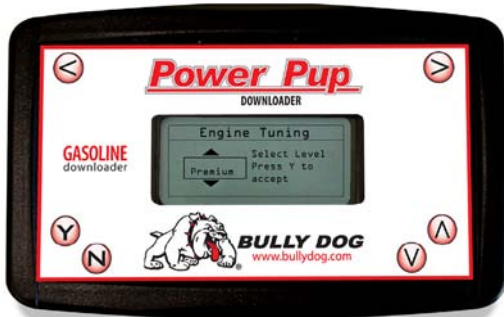 < >
Power Pup
DOWNLOADER
Engine Tuning
Select Level
Press Y to
Premium
accept
GASOLINE
downloader
Y
N
BULLY DOG
®
www.bullydog.com